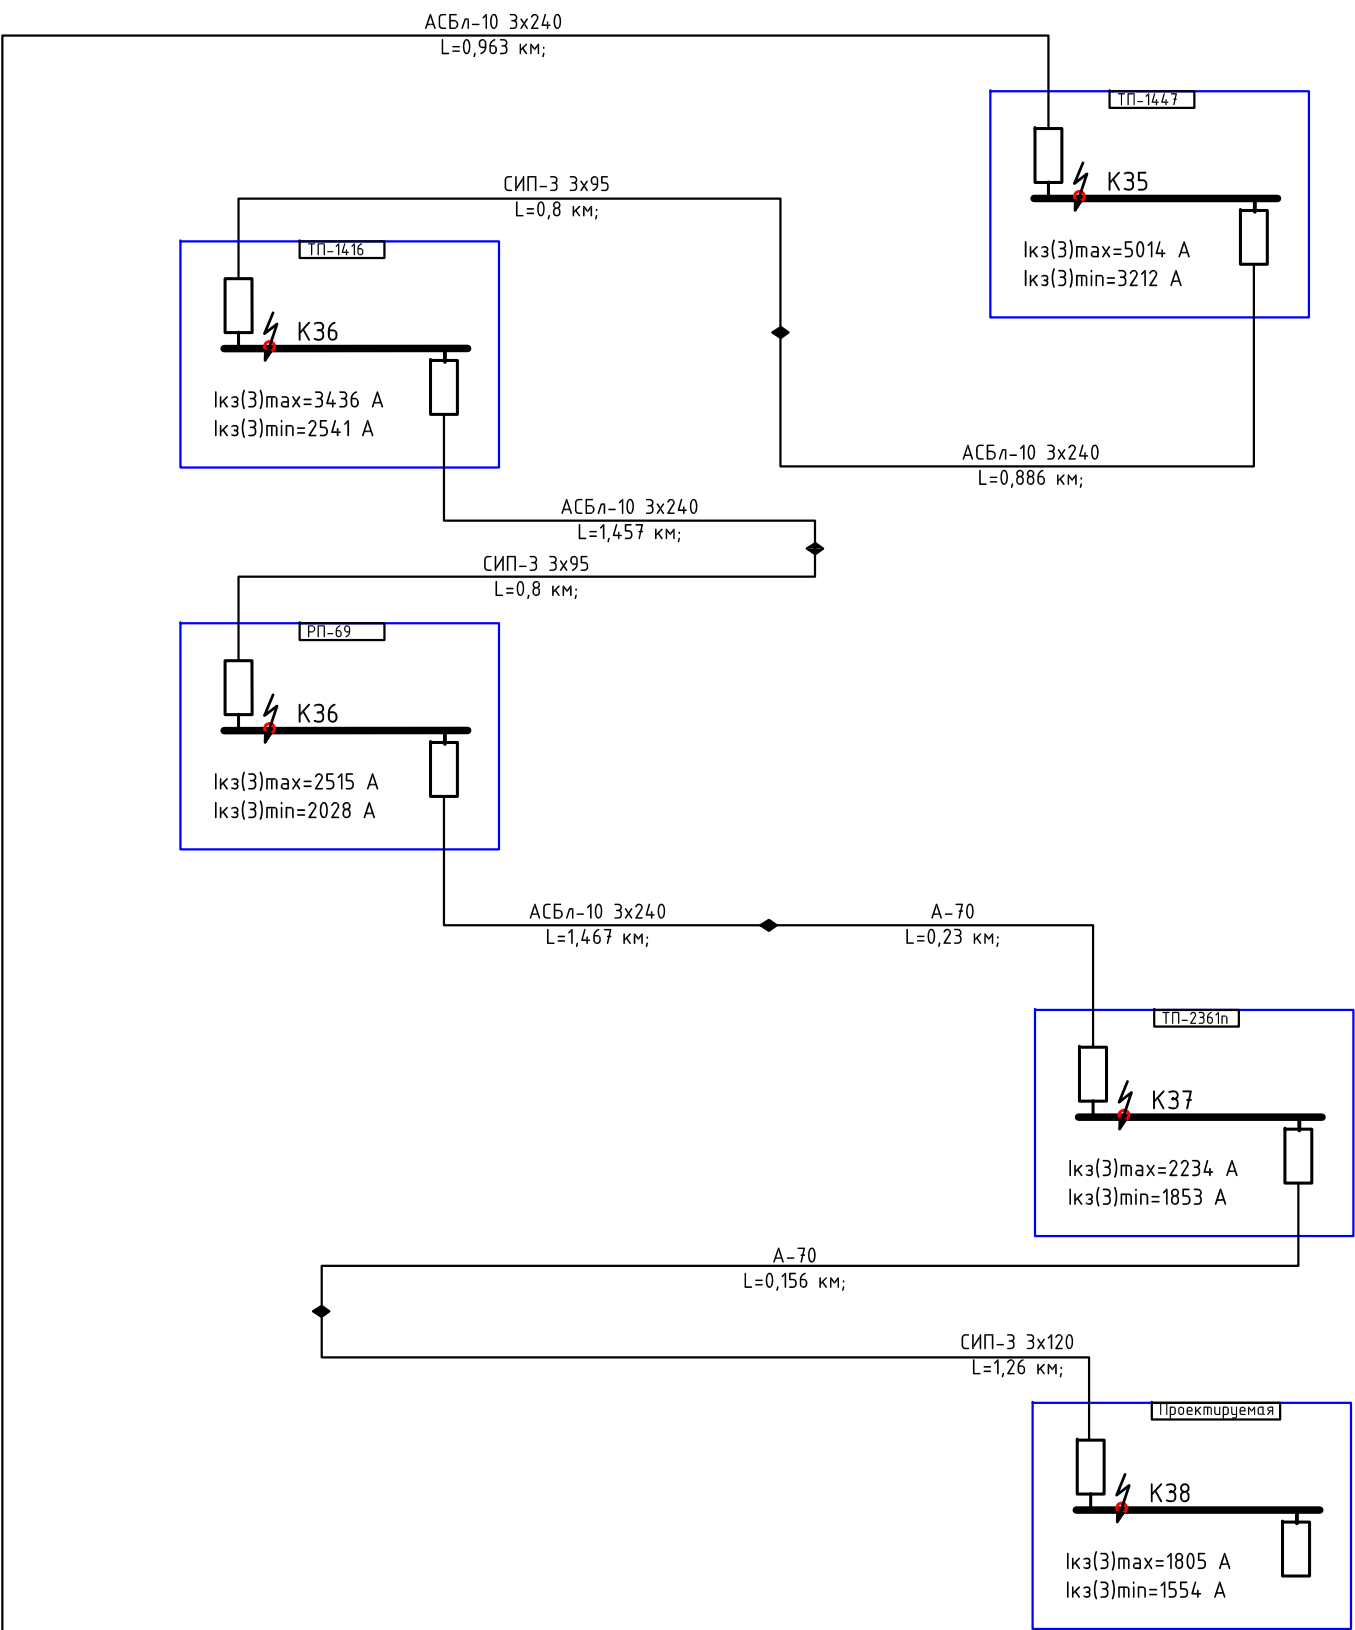 АСБл-10 3х240
L=0,963 км;
ТП-1447
К35
Iкз(3)max=5014 А
Iкз(3)min=3212 А
СИП-3 3х95
L=0,8 км;
ТП-1416
К36
Iкз(3)max=3436 А
Iкз(3)min=2541 А
АСБл-10 3х240
L=0,886 км;
АСБл-10 3х240
L=1,457 км;
СИП-3 3х95
L=0,8 км;
РП-69
К36
Iкз(3)max=2515 А
Iкз(3)min=2028 А
АСБл-10 3х240
L=1,467 км;
А-70
L=0,23 км;
ТП-2361п
К37
Iкз(3)max=2234 А
Iкз(3)min=1853 А
А-70
L=0,156 км;
СИП-3 3х120
L=1,26 км;
Проектируемая
К38
Iкз(3)max=1805 А
Iкз(3)min=1554 А